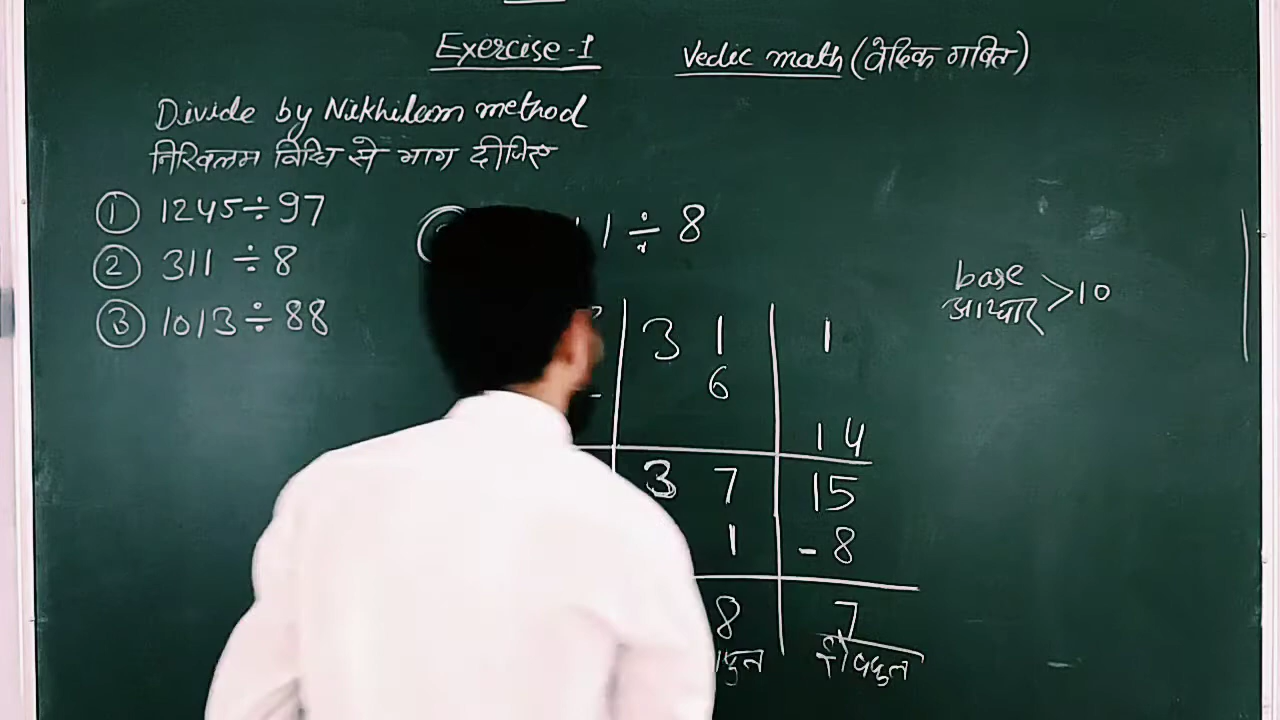 Exercise-1
Vedic math (वैदिक गणित)
Divide by Nikhilam method
निखिलम विधि से भाग दीजिए
① 1245÷97
② 311 ÷ 8
③ 1013÷88
1 ÷ 8
base
आधार > 10
3 1 1
6
14
3 7 15
1 -8
8 7